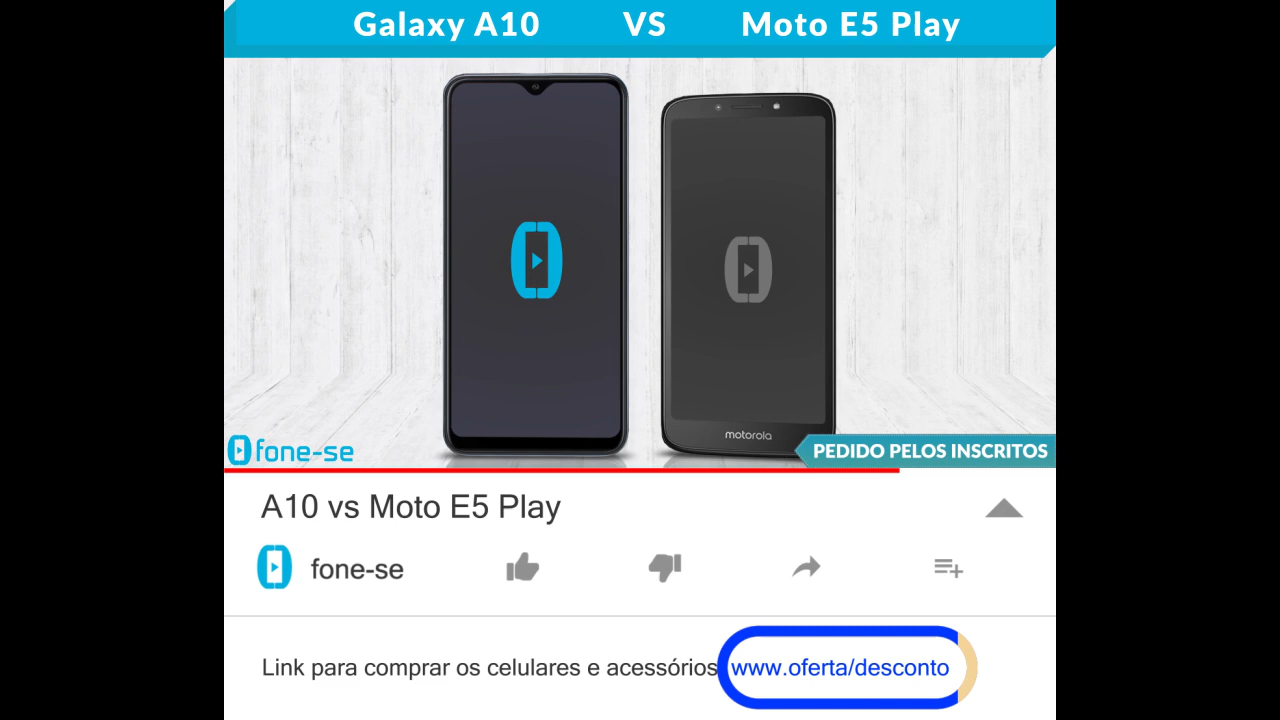 Galaxy A10 VS Moto E5 Play
motorola
fone-se
PEDIDO PELOS INSCRITOS
A10 vs Moto E5 Play
fone-se
Link para comprar os celulares e acessórios www.oferta/desconto